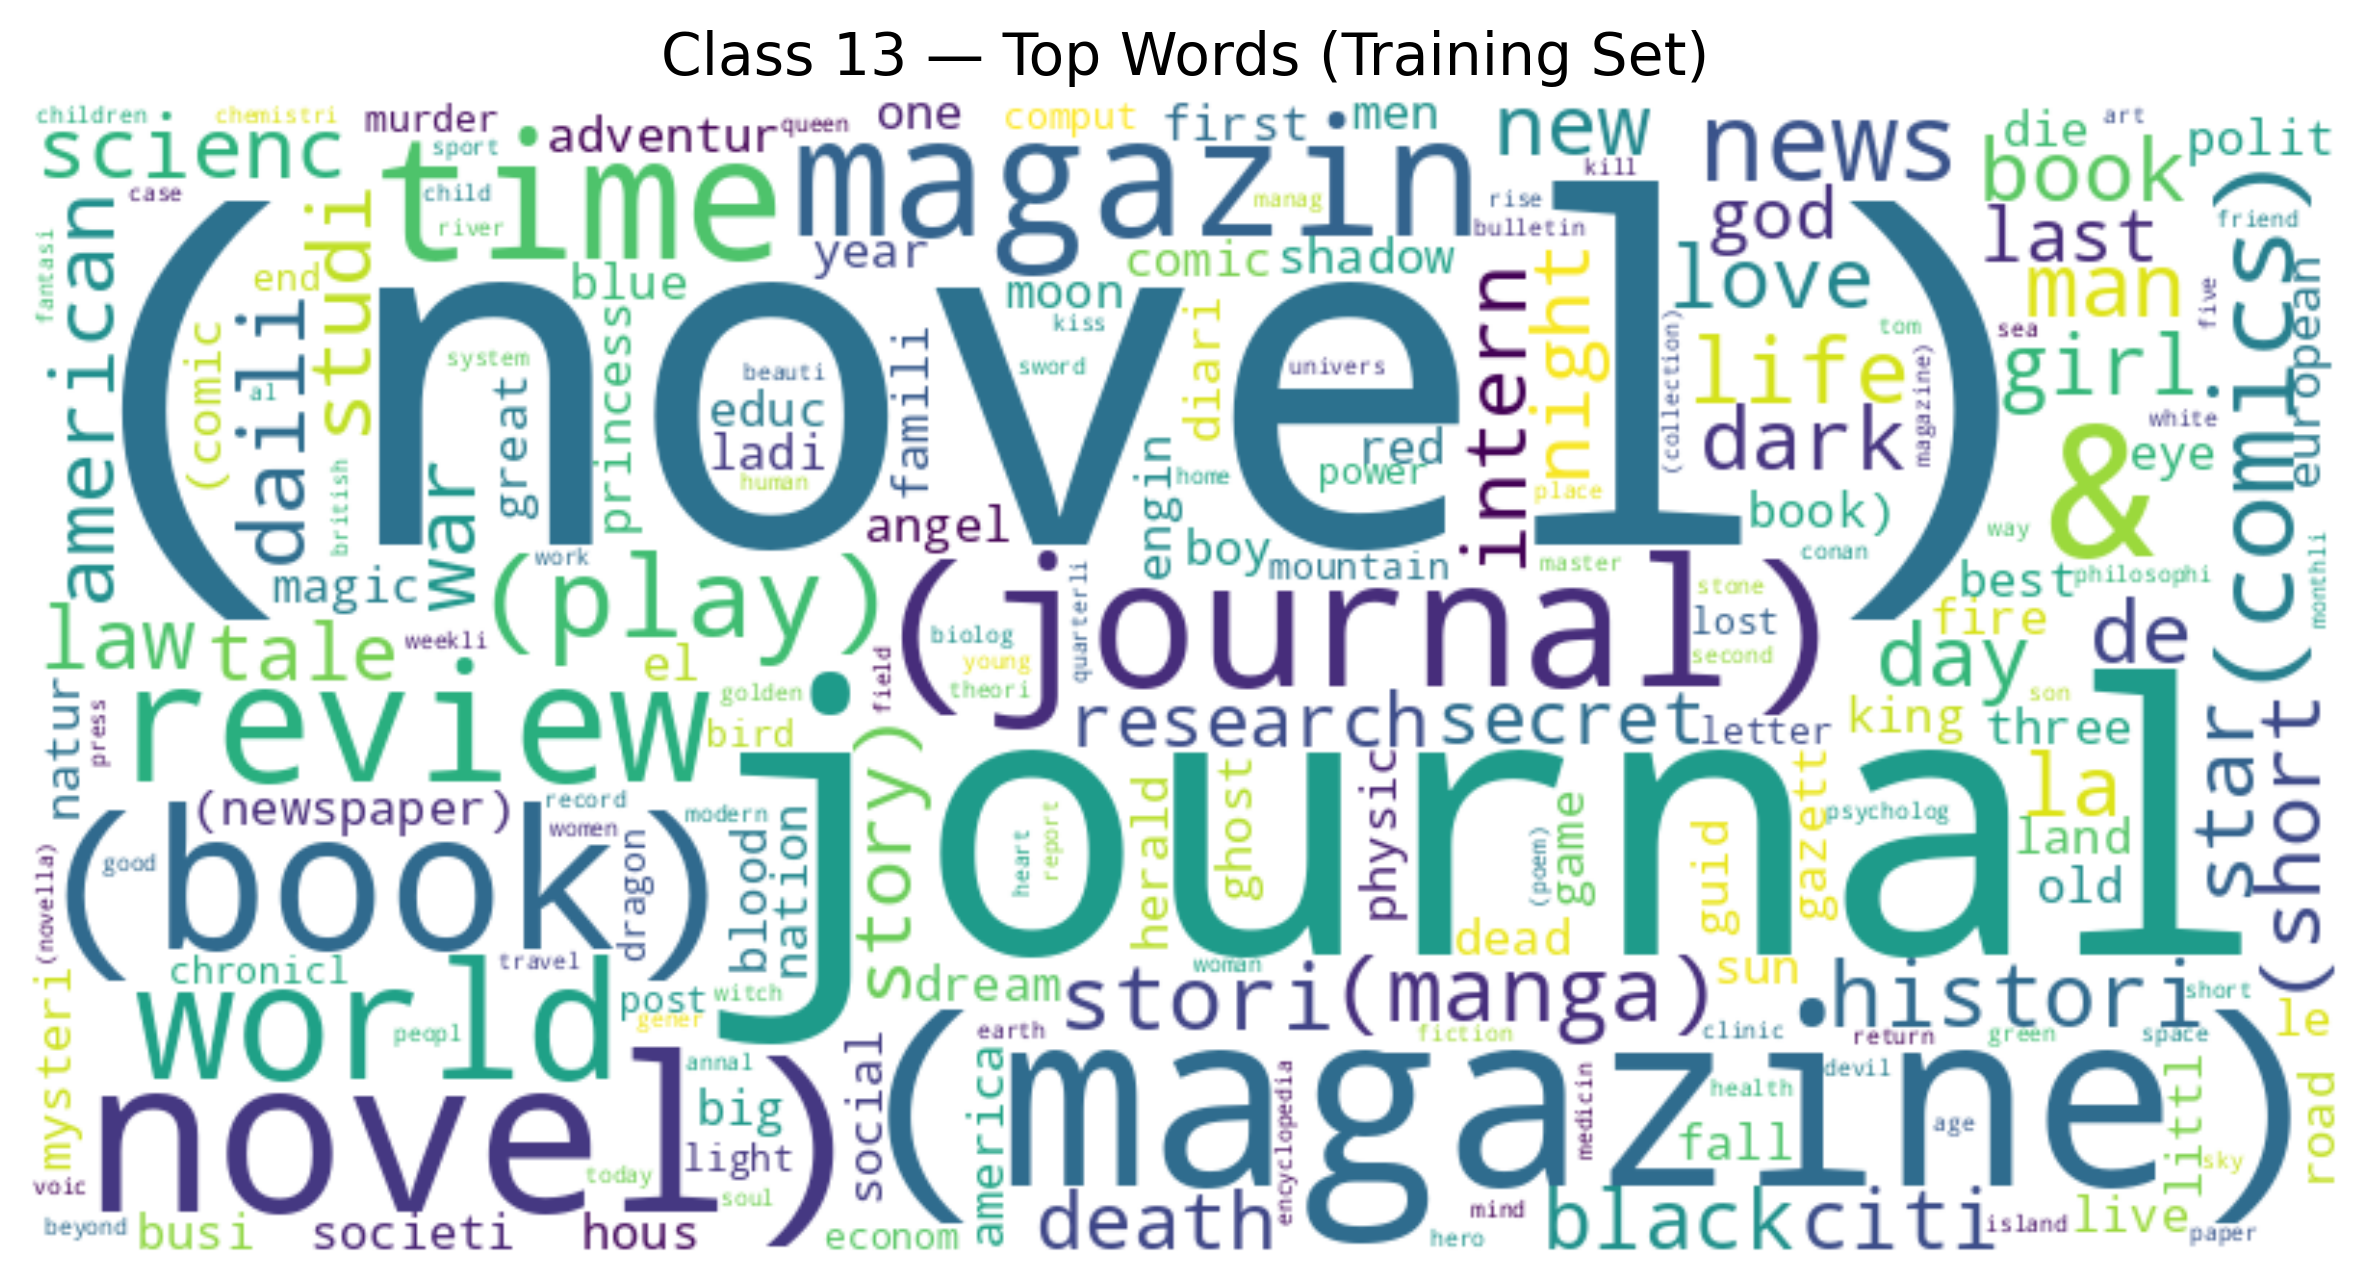 Class 13 — Top Words (Training Set)
children
chemistri
murder
adventur
queen
one
comput
first
men
new
news
die
art
polit
scienc
sport
time
magazin
kill
book
case
child
river
manag
rise
bulletin
god
last
friend
american
studi
year
comic
shadow
love
man
fantasi
end
blue
moon
night
intern
five
european
(comics)
daili
(comic
al
princess
kiss
diari
(collection)
life
tom
sea
girl
(novel)
system
beauti
famili
sword
univers
magazine)
white
great
educ
ladi
red
dark
&
eye
british
war
human
power
home
engin
place
book)
way
angel
boy
mountain
conan
monthli
magic
work
(play)
(journal)
quarterli
master
stone
best
philosophi
law
tale
weekli
biolog
young
theori
lost
second
fire
de
day
el
field
natur
press
review
golden
bird
research
secret
letter
king
son
three
star
(short
story)
journal
(newspaper)
record
women
modern
herald
ghost
physic
game
(poem)
guid
gazett
psycholog
la
land
old
(novella)
good
(book)
dragon
blood
nation
heart
report
dead
mysteri
chronicl
travel
world
peopl
post
witch
gener
dream
woman
stori
(manga)
sun
histori
short
le
earth
fiction
clinic
return
green
space
novel)
annal
big
light
social
america
(magazine)
encyclopedia
medicin
health
devil
age
fall
littl
sky
road
voic
today
soul
beyond
busi
societi
hous
econom
death
hero
mind
black
citi
island
live
paper